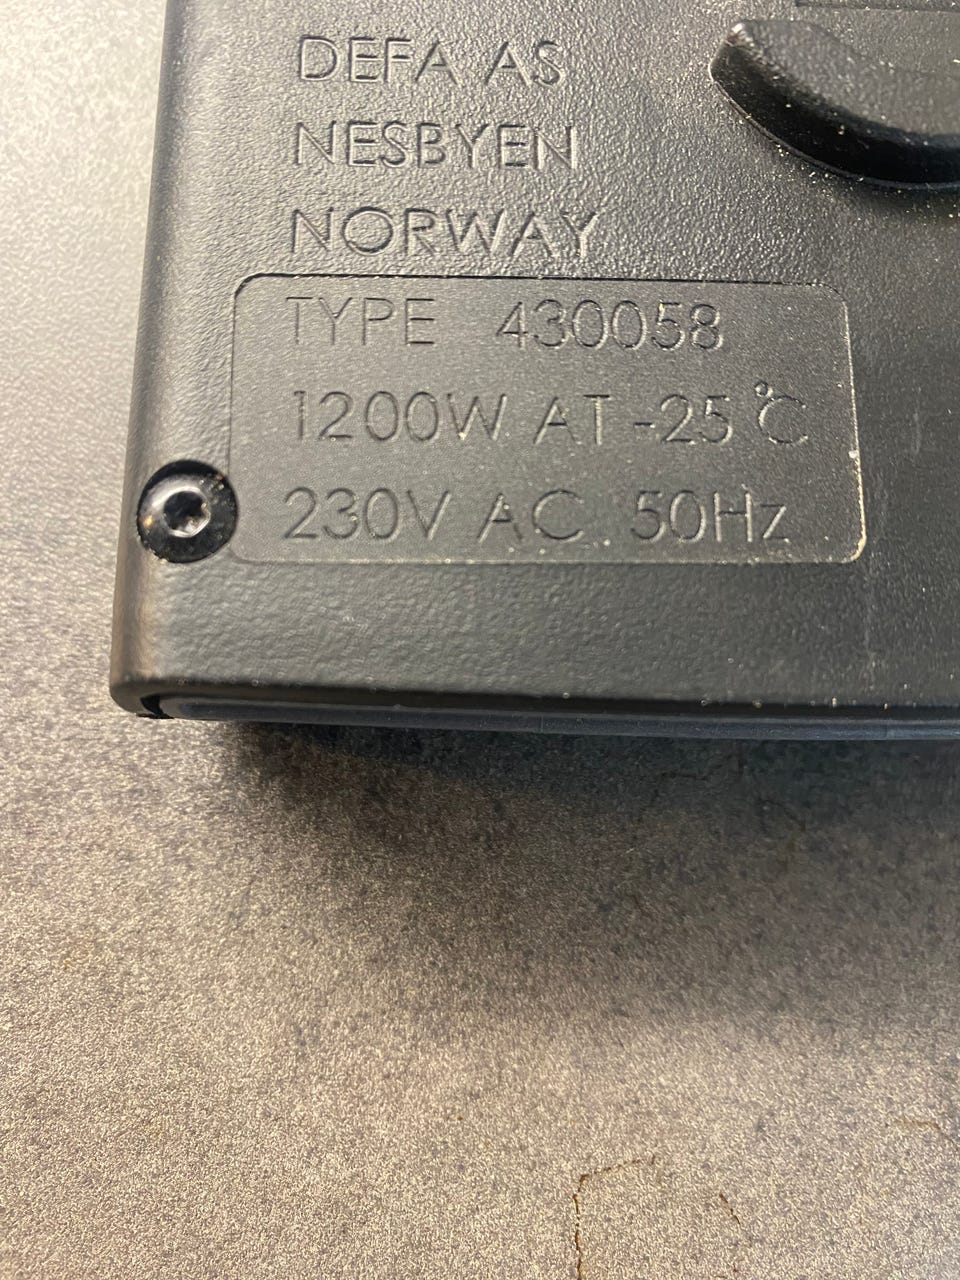 DEFA AS
NESBYEN
NORWAY
TYPE 430058
1200W AT -25 °C
230V AC 50Hz